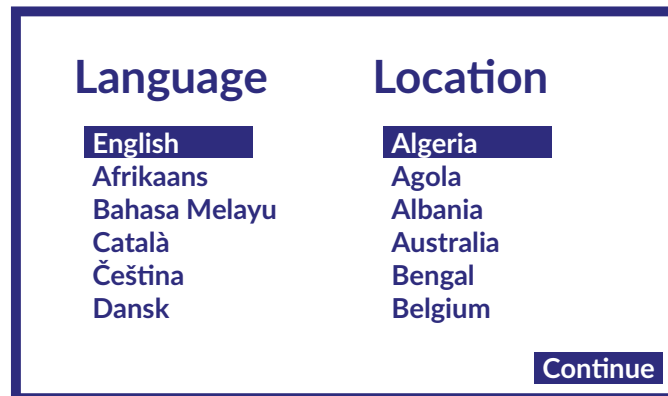 Language
English
Afrikaans
Bahasa Melayu
Català
Čeština
Dansk
Location
Algeria
Agola
Albania
Australia
Bengal
Belgium
Continue